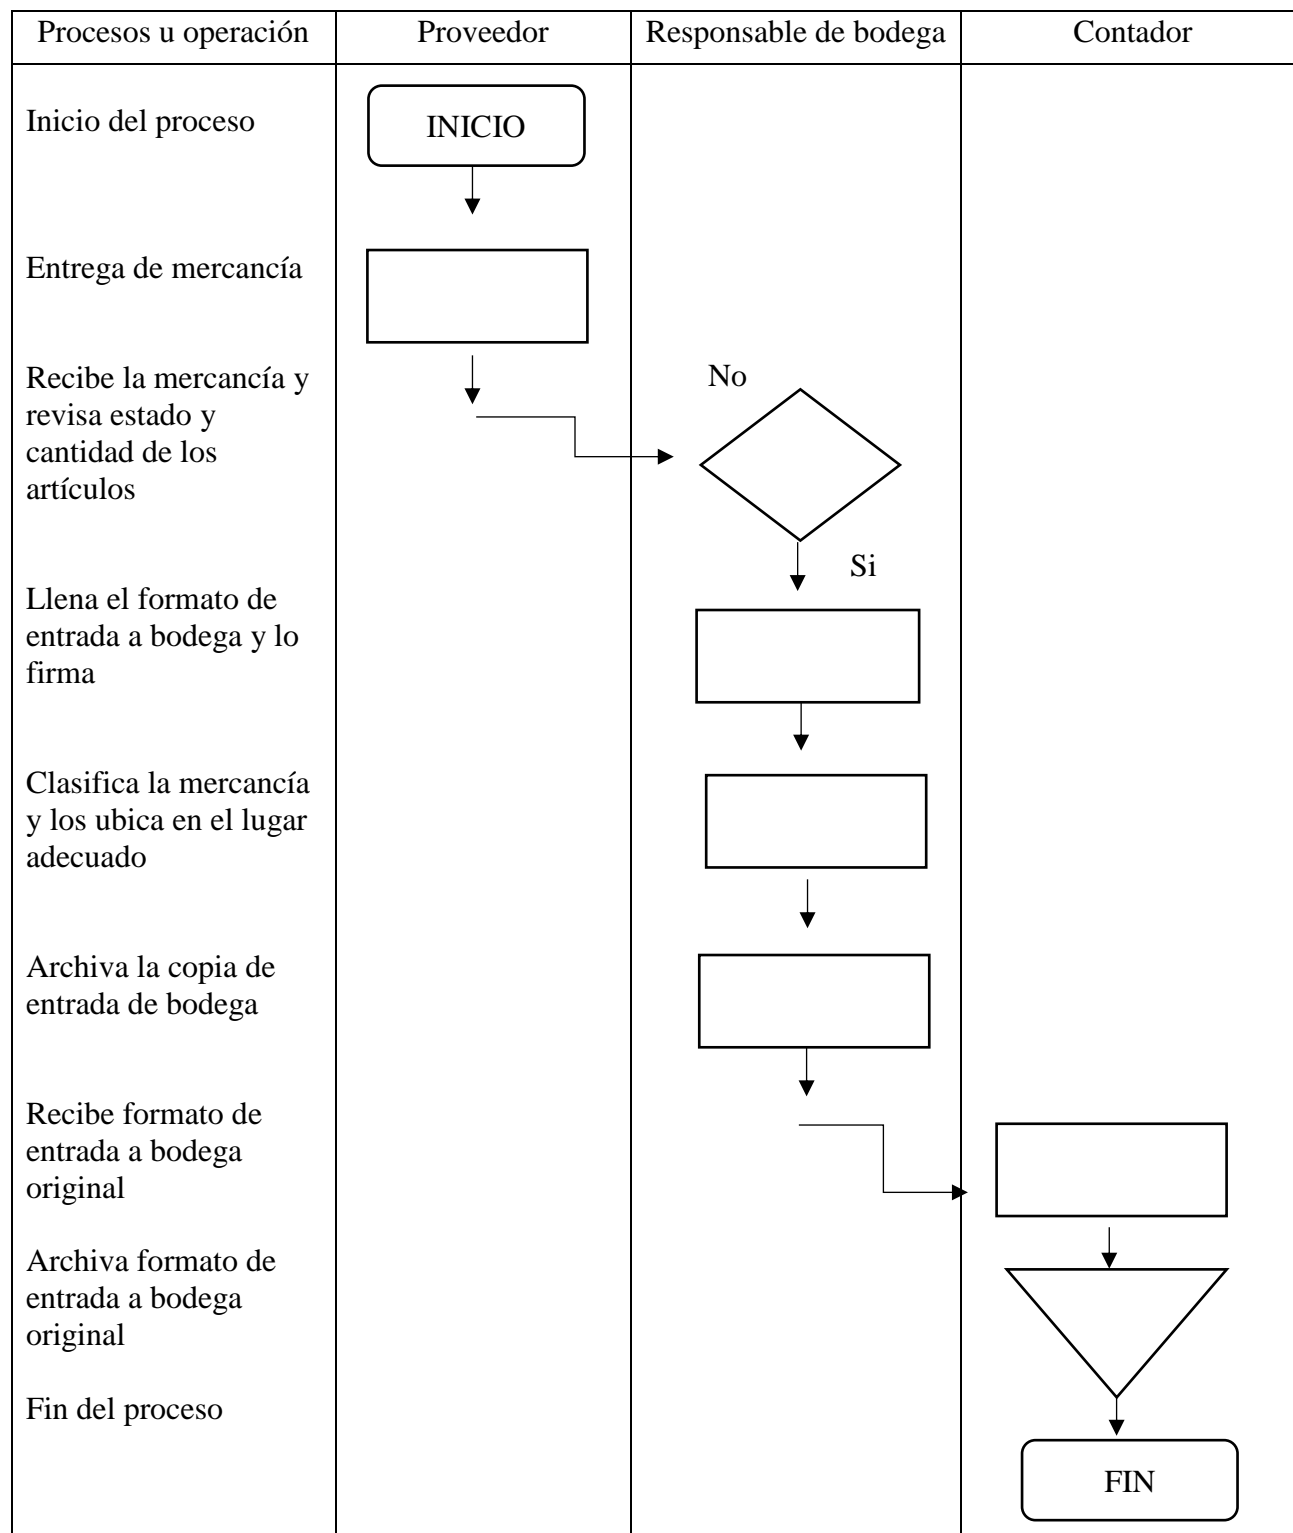 Procesos u operación
Proveedor
Responsable de bodega
Contador
Inicio del proceso
INICIO
Entrega de mercancía
Recibe la mercancía y
revisa estado y
cantidad de los
artículos
No
Si
Llena el formato de
entrada a bodega y lo
firma
Clasifica la mercancía
y los ubica en el lugar
adecuado
Archiva la copia de
entrada de bodega
Recibe formato de
entrada a bodega
original
Archiva formato de
entrada a bodega
original
Fin del proceso
FIN